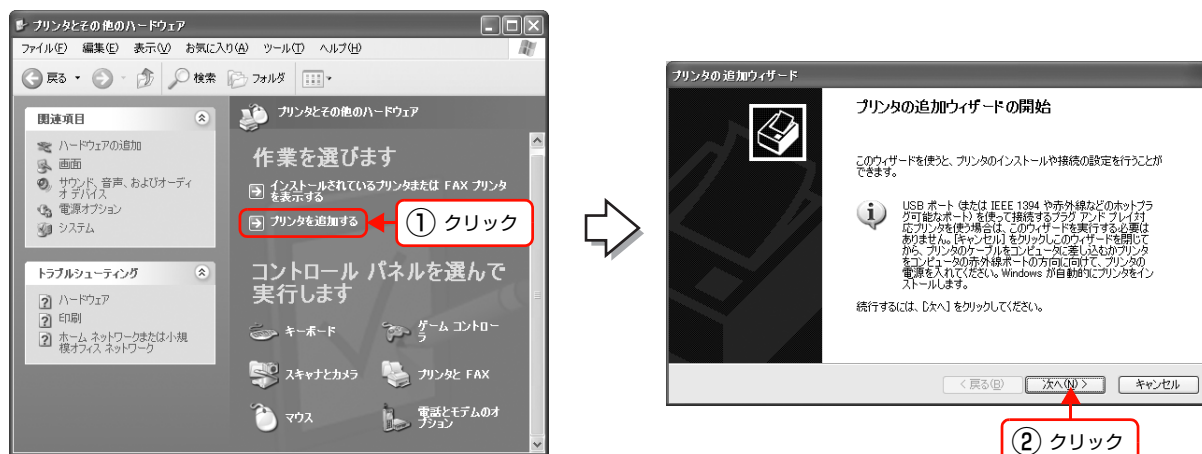 プリンタとその他のハードウェア
ファイル(F) 編集(E) 表示(V) お気に入り(A) ツール(T) ヘルプ(H)
戻る 検索 フォルダ
関連項目
ハードウェアの追加
画面
サウンド、音声、およびオーディ
オ デバイス
電源オプション
システム
トラブルシューティング
ハードウェア
印刷
ホーム ネットワークまたは小規
模オフィス ネットワーク
プリンタとその他のハードウェア
作業を選びます
インストールされているプリンタまたは FAX プリンタ
を表示する
プリンタを追加する
① クリック
コントロール パネルを選んで
実行します
キーボード
ゲーム コントロー
ラ
スキャナとカメラ
プリンタと FAX
マウス
電話とモデムのオ
プション
プリンタの追加ウィザード
プリンタの追加ウィザードの開始
このウィザードを使うと、プリンタのインストールや接続の設定を行うことが
できます。
USB ポート (または IEEE 1394 や赤外線などのホットプラ
グ可能なポート) を使って接続するプラグ アンド プレイ対
応プリンタを使う場合は、このウィザードを実行する必要は
ありません。[キャンセル] をクリックしこのウィザードを閉じて
から、プリンタのケーブルをコンピュータに差し込むかプリンタ
をコンピュータの赤外線ポートの方向に向けて、プリンタの
電源を入れてください。Windows が自動的にプリンタをイン
ストールします。
続行するには、[次へ] をクリックしてください。
< 戻る(B) 次へ(N) > キャンセル
② クリック